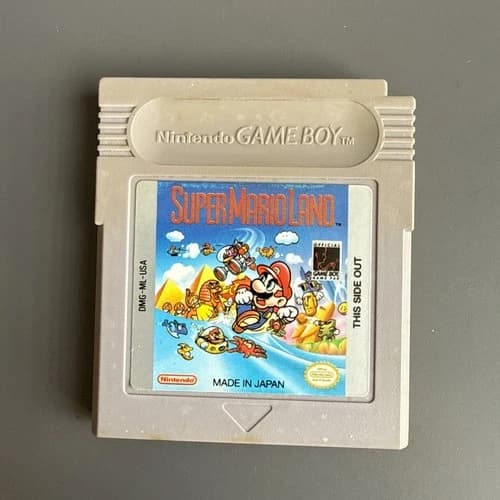 Nintendo GAME BOY TM
SUPER MARIO LAND TM
OFFICIAL
GAME BOY
DMG-ML-USA
THIS SIDE OUT
Nintendo
MADE IN JAPAN